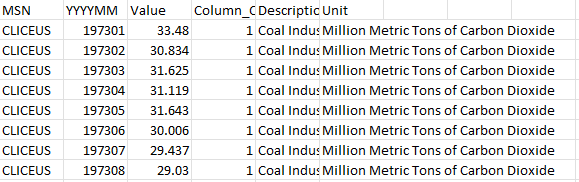 MSN YYYYMM Value Column_C Descriptic Unit
CLICEUS 197301 33.48 1 Coal Indus Million Metric Tons of Carbon Dioxide
CLICEUS 197302 30.834 1 Coal Indus Million Metric Tons of Carbon Dioxide
CLICEUS 197303 31.625 1 Coal Indus Million Metric Tons of Carbon Dioxide
CLICEUS 197304 31.119 1 Coal Indus Million Metric Tons of Carbon Dioxide
CLICEUS 197305 31.643 1 Coal Indus Million Metric Tons of Carbon Dioxide
CLICEUS 197306 30.006 1 Coal Indus Million Metric Tons of Carbon Dioxide
CLICEUS 197307 29.437 1 Coal Indus Million Metric Tons of Carbon Dioxide
CLICEUS 197308 29.03 1 Coal Indus Million Metric Tons of Carbon Dioxide